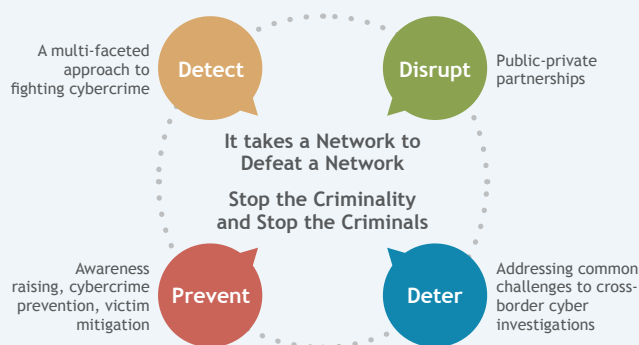 A multi-faceted
approach to
fighting cybercrime
Detect
Disrupt
Public-private
partnerships
It takes a Network to
Defeat a Network
Stop the Criminality
and Stop the Criminals
Awareness
raising, cybercrime
prevention, victim
mitigation
Prevent
Deter
Addressing common
challenges to cross-
border cyber
investigations